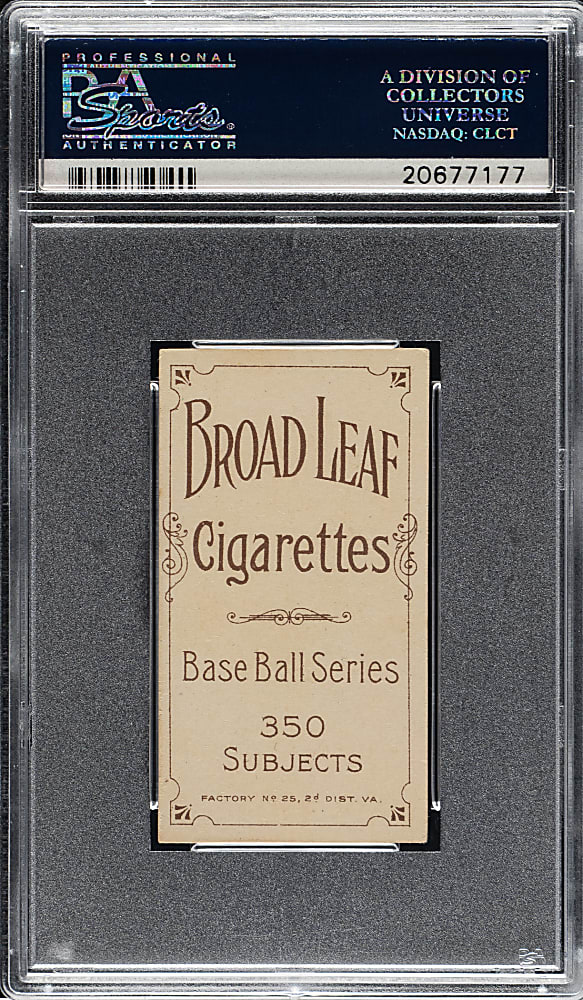 PROFESSIONAL
PSA
Sports
AUTHENTICATOR
A DIVISION OF
COLLECTORS
UNIVERSE
NASDAQ: CLCT
20677177
BROAD LEAF
Cigarettes
Base Ball Series
350
SUBJECTS
FACTORY Nº 25, 2d DIST. VA.